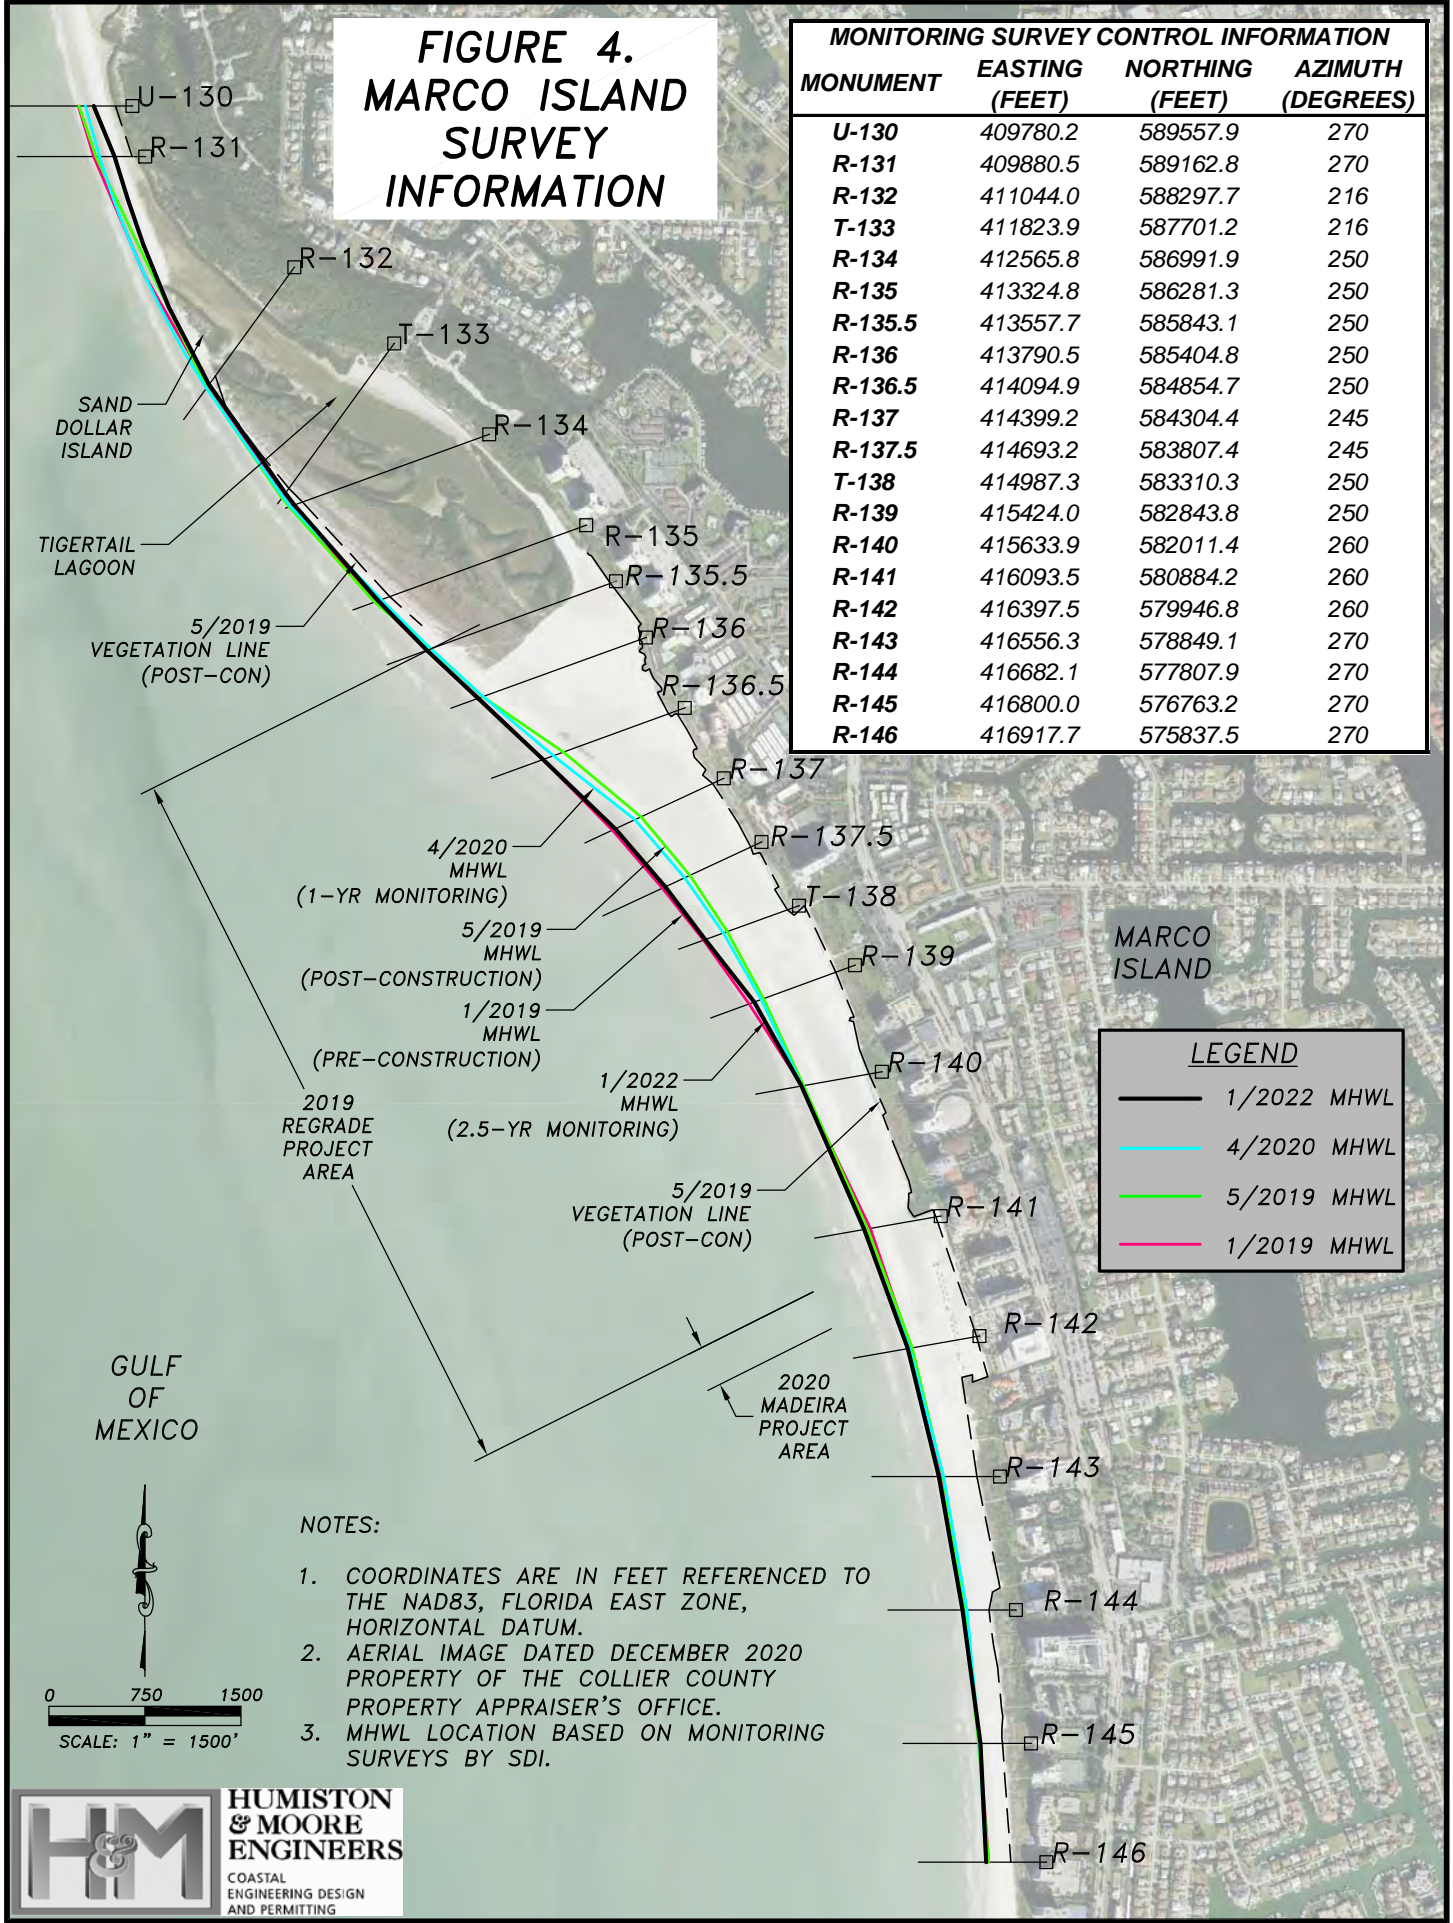 FIGURE 4.
MARCO ISLAND
SURVEY
INFORMATION
MONITORING SURVEY CONTROL INFORMATION
MONUMENT EASTING (FEET) NORTHING (FEET) AZIMUTH (DEGREES)
U-130 409780.2 589557.9 270
R-131 409880.5 589162.8 270
R-132 411044.0 588297.7 216
T-133 411823.9 587701.2 216
R-134 412565.8 586991.9 250
R-135 413324.8 586281.3 250
R-135.5 413557.7 585843.1 250
R-136 413790.5 585404.8 250
R-136.5 414094.9 584854.7 250
R-137 414399.2 584304.4 245
R-137.5 414693.2 583807.4 245
T-138 414987.3 583310.3 250
R-139 415424.0 582843.8 250
R-140 415633.9 582011.4 260
R-141 416093.5 580884.2 260
R-142 416397.5 579946.8 260
R-143 416556.3 578849.1 270
R-144 416682.1 577807.9 270
R-145 416800.0 576763.2 270
R-146 416917.7 575837.5 270
U-130
R-131
R-132
T-133
SAND
DOLLAR
ISLAND
R-134
TIGERTAIL
LAGOON
R-135
R-135.5
5/2019
VEGETATION LINE
(POST-CON)
R-136
R-136.5
R-137
4/2020
MHWL
(1-YR MONITORING)
R-137.5
T-138
5/2019
MHWL
(POST-CONSTRUCTION)
R-139
MARCO
ISLAND
1/2019
MHWL
(PRE-CONSTRUCTION)
R-140
1/2022
MHWL
(2.5-YR MONITORING)
2019
REGRADE
PROJECT
AREA
LEGEND
1/2022 MHWL
4/2020 MHWL
5/2019 MHWL
1/2019 MHWL
5/2019
VEGETATION LINE
(POST-CON)
R-141
R-142
2020
MADEIRA
PROJECT
AREA
GULF
OF
MEXICO
R-143
R-144
R-145
R-146
NOTES:
1. COORDINATES ARE IN FEET REFERENCED TO
THE NAD83, FLORIDA EAST ZONE,
HORIZONTAL DATUM.
2. AERIAL IMAGE DATED DECEMBER 2020
PROPERTY OF THE COLLIER COUNTY
PROPERTY APPRAISER'S OFFICE.
3. MHWL LOCATION BASED ON MONITORING
SURVEYS BY SDI.
0 750 1500
SCALE: 1" = 1500'
H&M
HUMISTON
& MOORE
ENGINEERS
COASTAL
ENGINEERING DESIGN
AND PERMITTING